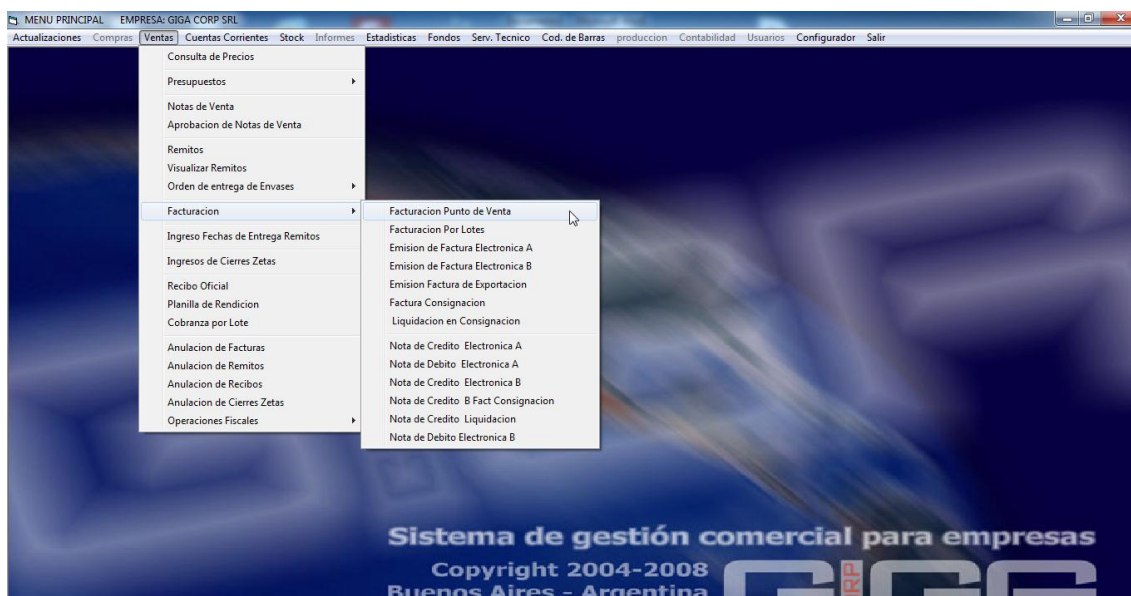 MENU PRINCIPAL EMPRESA: GIGA CORP SRL
Actualizaciones Compras Ventas Cuentas Corrientes Stock Informes Estadisticas Fondos Serv. Tecnico Cod. de Barras produccion Contabilidad Usuarios Configurador Salir
Consulta de Precios
Presupuestos
Notas de Venta
Aprobacion de Notas de Venta
Remitos
Visualizar Remitos
Orden de entrega de Envases
Facturacion
Ingreso Fechas de Entrega Remitos
Ingresos de Cierres Zetas
Recibo Oficial
Planilla de Rendicion
Cobranza por Lote
Anulacion de Facturas
Anulacion de Remitos
Anulacion de Recibos
Anulacion de Cierres Zetas
Operaciones Fiscales
Facturacion Punto de Venta
Facturacion Por Lotes
Emision de Factura Electronica A
Emision de Factura Electronica B
Emision Factura de Exportacion
Factura Consignacion
Liquidacion en Consignacion
Nota de Credito Electronica A
Nota de Debito Electronica A
Nota de Credito Electronica B
Nota de Credito B Fact Consignacion
Nota de Credito Liquidacion
Nota de Debito Electronica B
Sistema de gestión comercial para empresas
Copyright 2004-2008
Buenos Aires - Argentina